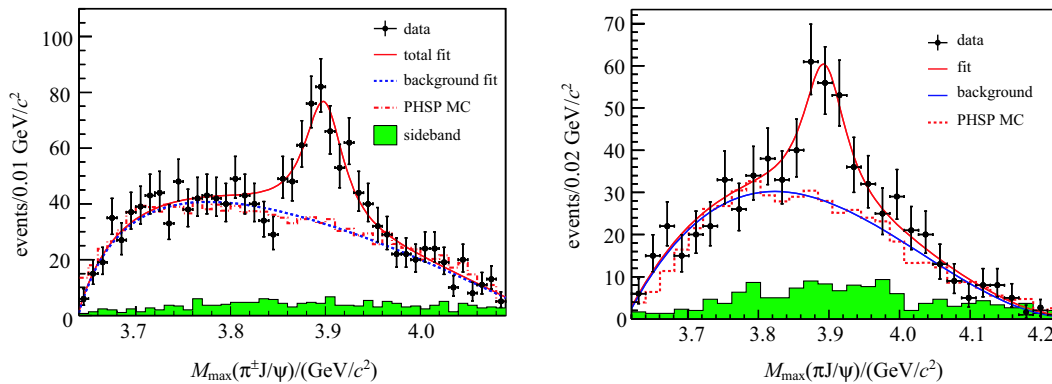 100
80
60
40
20
0
events/0.01 GeV/c²
data
total fit
background fit
PHSP MC
sideband
3.7
3.8
3.9
4.0
M_max(π±J/ψ)/(GeV/c²)
70
60
50
40
30
20
10
0
events/0.02 GeV/c²
data
fit
background
PHSP MC
3.7
3.8
3.9
4.0
4.1
4.2
M_max(πJ/ψ)/(GeV/c²)